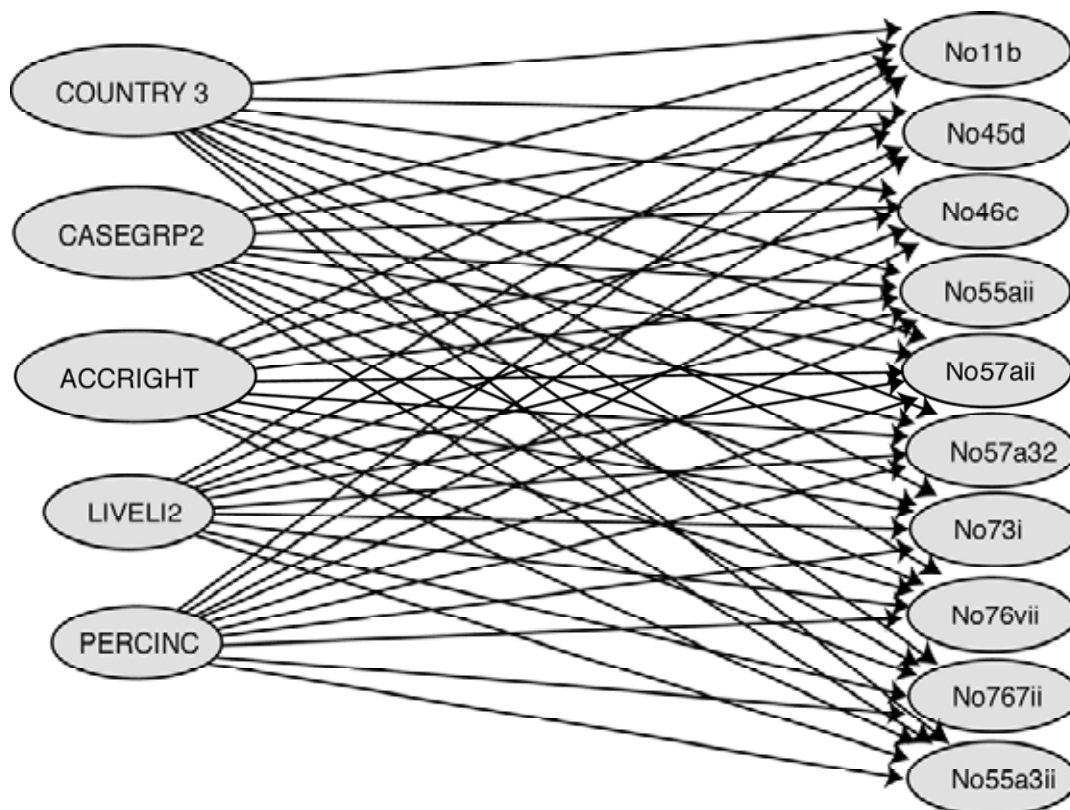 COUNTRY 3
CASEGRP2
ACCRIGHT
LIVELI2
PERCINC
No11b
No45d
No46c
No55aii
No57aii
No57a32
No73i
No76vii
No767ii
No55a3ii